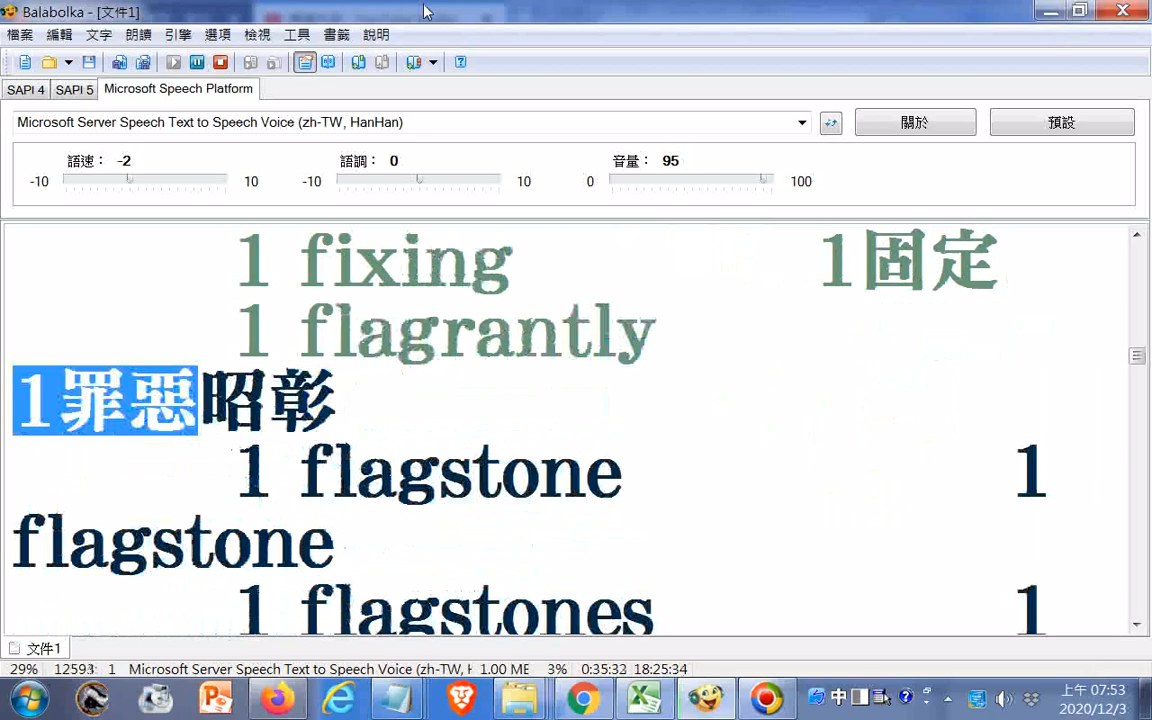 Balabolka - [文件1]
檔案 編輯 文字 朗讀 引擎 選項 檢視 工具 書籤 說明
SAPI 4 SAPI 5 Microsoft Speech Platform
Microsoft Server Speech Text to Speech Voice (zh-TW, HanHan) 關於 預設
語速： -2 語調： 0 音量： 95
-10 10 -10 10 0 100
1 fixing 1固定
1 flagrantly
1罪惡昭彰
1 flagstone 1
flagstone
1 flagstones 1
文件1
29% 12593: 1 Microsoft Server Speech Text to Speech Voice (zh-TW, 1.00 ME 3% 0:35:32 18:25:34
中 上午 07:53
2020/12/3